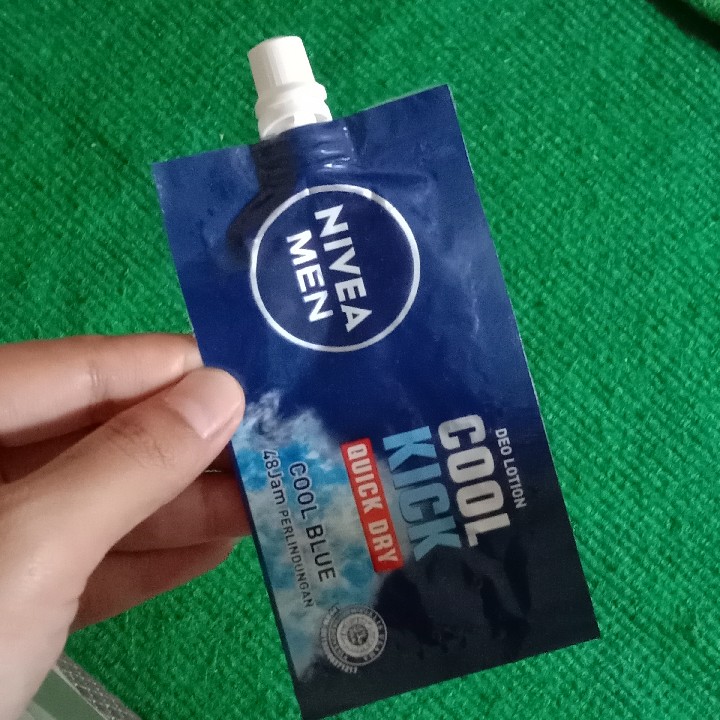 NIVEA
MEN
DEO LOTION
COOL
KICK
QUICK DRY
COOL BLUE
48Jam PERLINDUNGAN